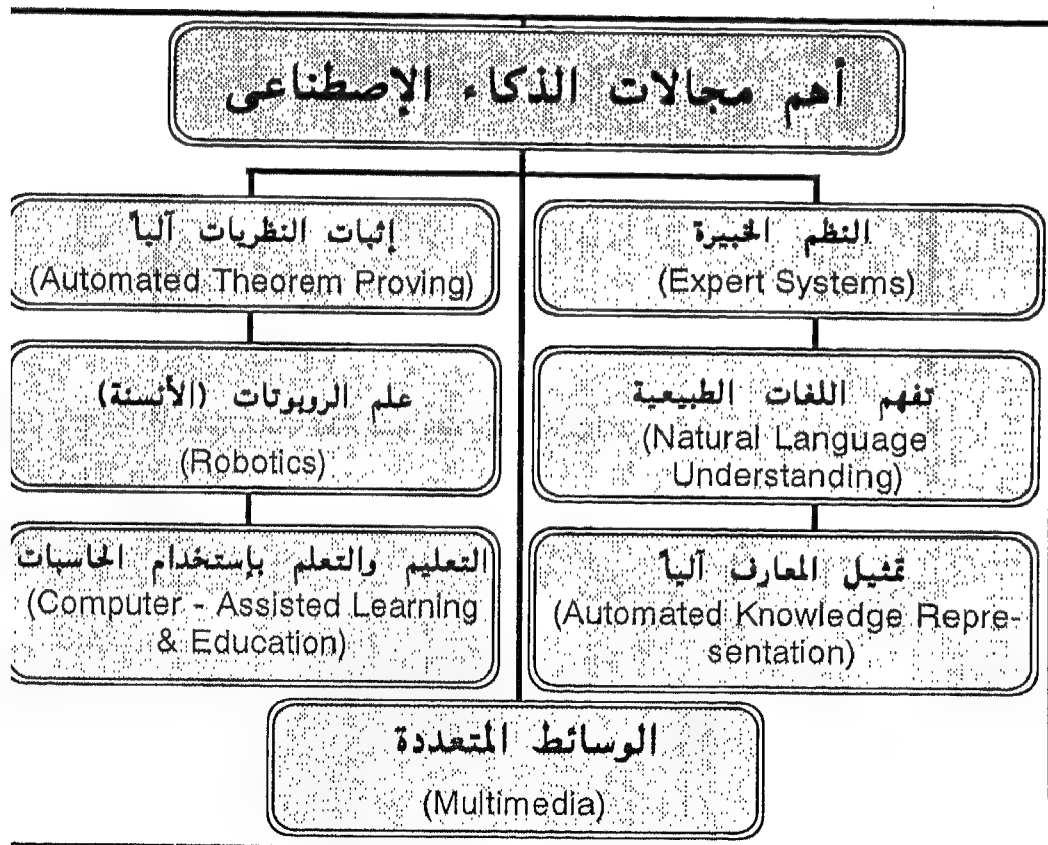 أهم مجالات الذكاء الإصطناعى
النظم الخبيرة
(Expert Systems)
إثبات النظريات آلياً
(Automated Theorem Proving)
تفهم اللغات الطبيعية
(Natural Language
Understanding)
علم الروبوتات (الأنسنة)
(Robotics)
تمثيل المعارف آلياً
(Automated Knowledge Repre-
sentation)
التعليم والتعلم بإستخدام الحاسبات
(Computer - Assisted Learning
& Education)
الوسائط المتعددة
(Multimedia)